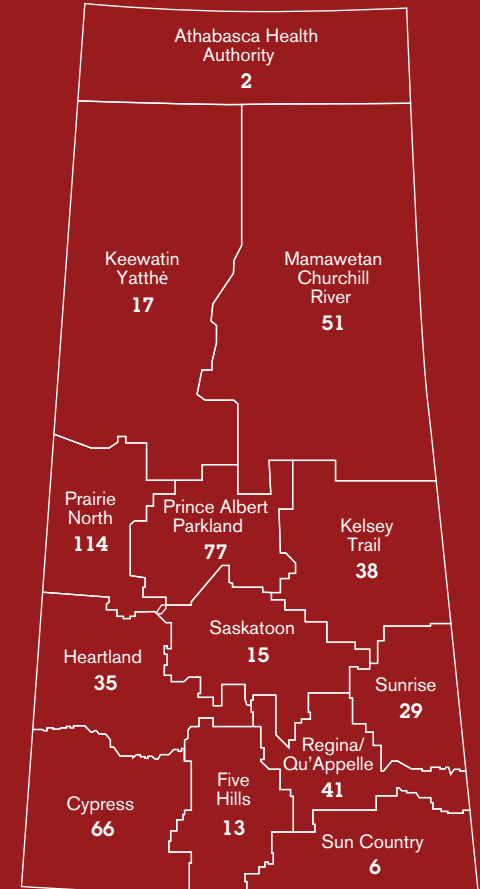 Athabasca Health
Authority
2
Keewatin
Yatthé
17
Mamawetan
Churchill
River
51
Prairie
North
114
Prince Albert
Parkland
77
Kelsey
Trail
38
Saskatoon
15
Heartland
35
Sunrise
29
Regina/
Qu’Appelle
41
Five
Hills
13
Cypress
66
Sun Country
6